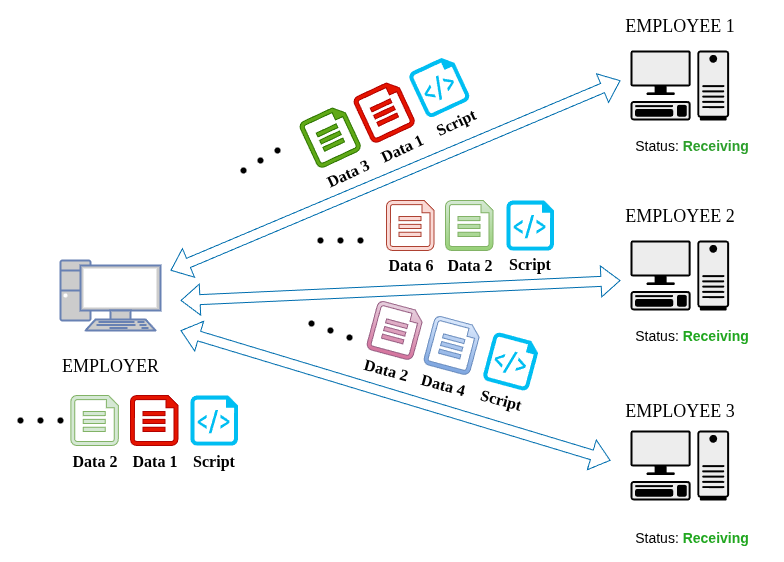 EMPLOYEE 1
Status: Receiving
Data 3 Data 1 Script
EMPLOYEE 2
Status: Receiving
Data 6 Data 2 Script
EMPLOYER
Data 2 Data 4 Script
EMPLOYEE 3
Status: Receiving
Data 2 Data 1 Script